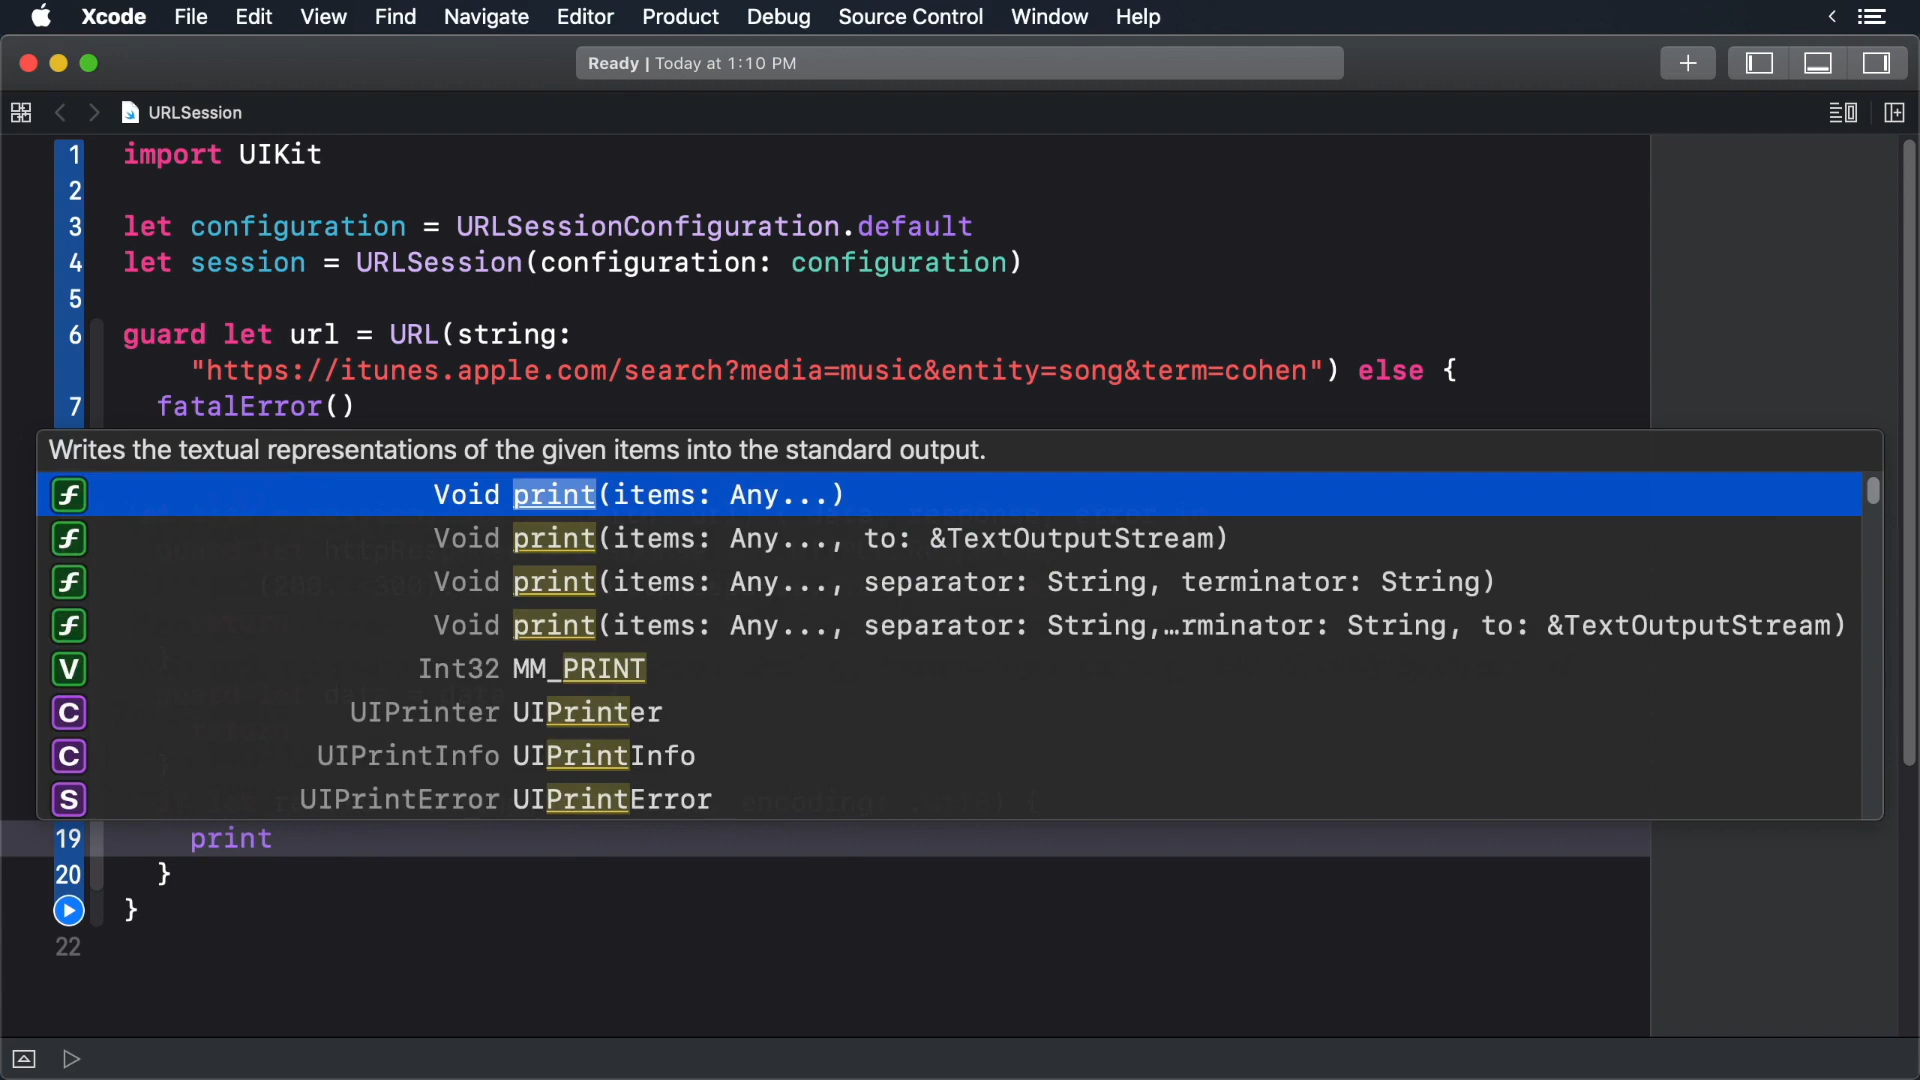 Xcode File Edit View Find Navigate Editor Product Debug Source Control Window Help
Ready | Today at 1:10 PM
URLSession
1 import UIKit
2
3 let configuration = URLSessionConfiguration.default
4 let session = URLSession(configuration: configuration)
5
6 guard let url = URL(string:
"https://itunes.apple.com/search?media=music&entity=song&term=cohen") else {
7 fatalError()
Writes the textual representations of the given items into the standard output.
f Void print(items: Any...)
f Void print(items: Any..., to: &TextOutputStream)
f Void print(items: Any..., separator: String, terminator: String)
f Void print(items: Any..., separator: String,…rminator: String, to: &TextOutputStream)
V Int32 MM_PRINT
C UIPrinter UIPrinter
C UIPrintInfo UIPrintInfo
S UIPrintError UIPrintError
19 print
20 }
}
22